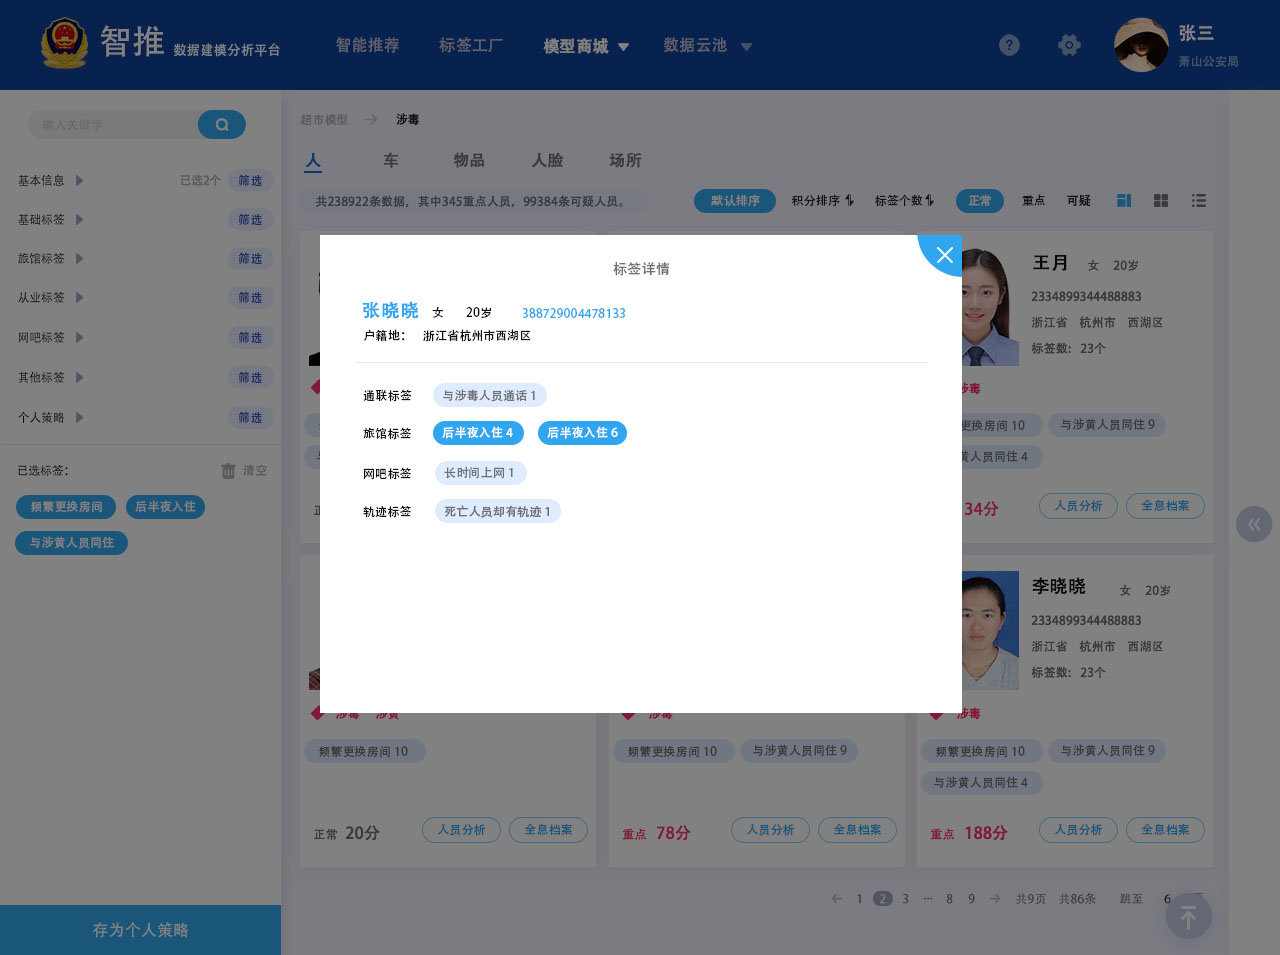 智推 数据建模分析平台
智能推荐 标签工厂 模型商城 数据云池
? 张三
萧山公安局
输入关键字
基本信息 已选2个 筛选
基础标签 筛选
旅馆标签 筛选
从业标签 筛选
网吧标签 筛选
其他标签 筛选
个人策略 筛选
已选标签： 清空
频繁更换房间 后半夜入住
与涉黄人员同住
存为个人策略
超市模型 涉毒
人 车 物品 人脸 场所
共238922条数据，其中345重点人员，99384条可疑人员。 默认排序 积分排序 标签个数 正常 重点 可疑
标签详情
张晓晓 女 20岁 388729004478133
户籍地： 浙江省杭州市西湖区
通联标签 与涉毒人员通话 1
旅馆标签 后半夜入住 4 后半夜入住 6
网吧标签 长时间上网 1
轨迹标签 死亡人员却有轨迹 1
王月 女 20岁
2334899344488883
浙江省 杭州市 西湖区
标签数：23个
涉毒
更换房间 10 与涉黄人员同住 9
黄人员同住 4
34分 人员分析 全息档案
李晓晓 女 20岁
2334899344488883
浙江省 杭州市 西湖区
标签数：23个
涉毒 涉黄 涉毒 涉毒
频繁更换房间 10 频繁更换房间 10 与涉黄人员同住 9 频繁更换房间 10 与涉黄人员同住 9
与涉黄人员同住 4
正常 20分 人员分析 全息档案 重点 78分 人员分析 全息档案 重点 188分 人员分析 全息档案
1 2 3 ··· 8 9 共9页 共86条 跳至 6